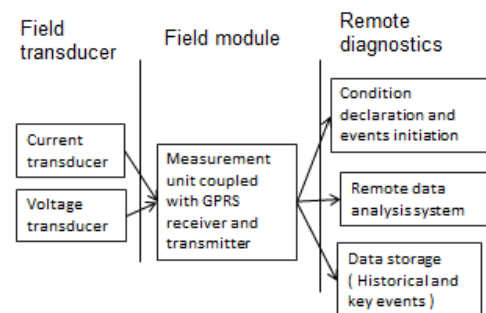 Field
transducer
Field module
Remote
diagnostics
Current
transducer
Voltage
transducer
Measurement
unit coupled
with GPRS
receiver and
transmitter
Condition
declaration and
events initiation
Remote data
analysis system
Data storage
( Historical and
key events )